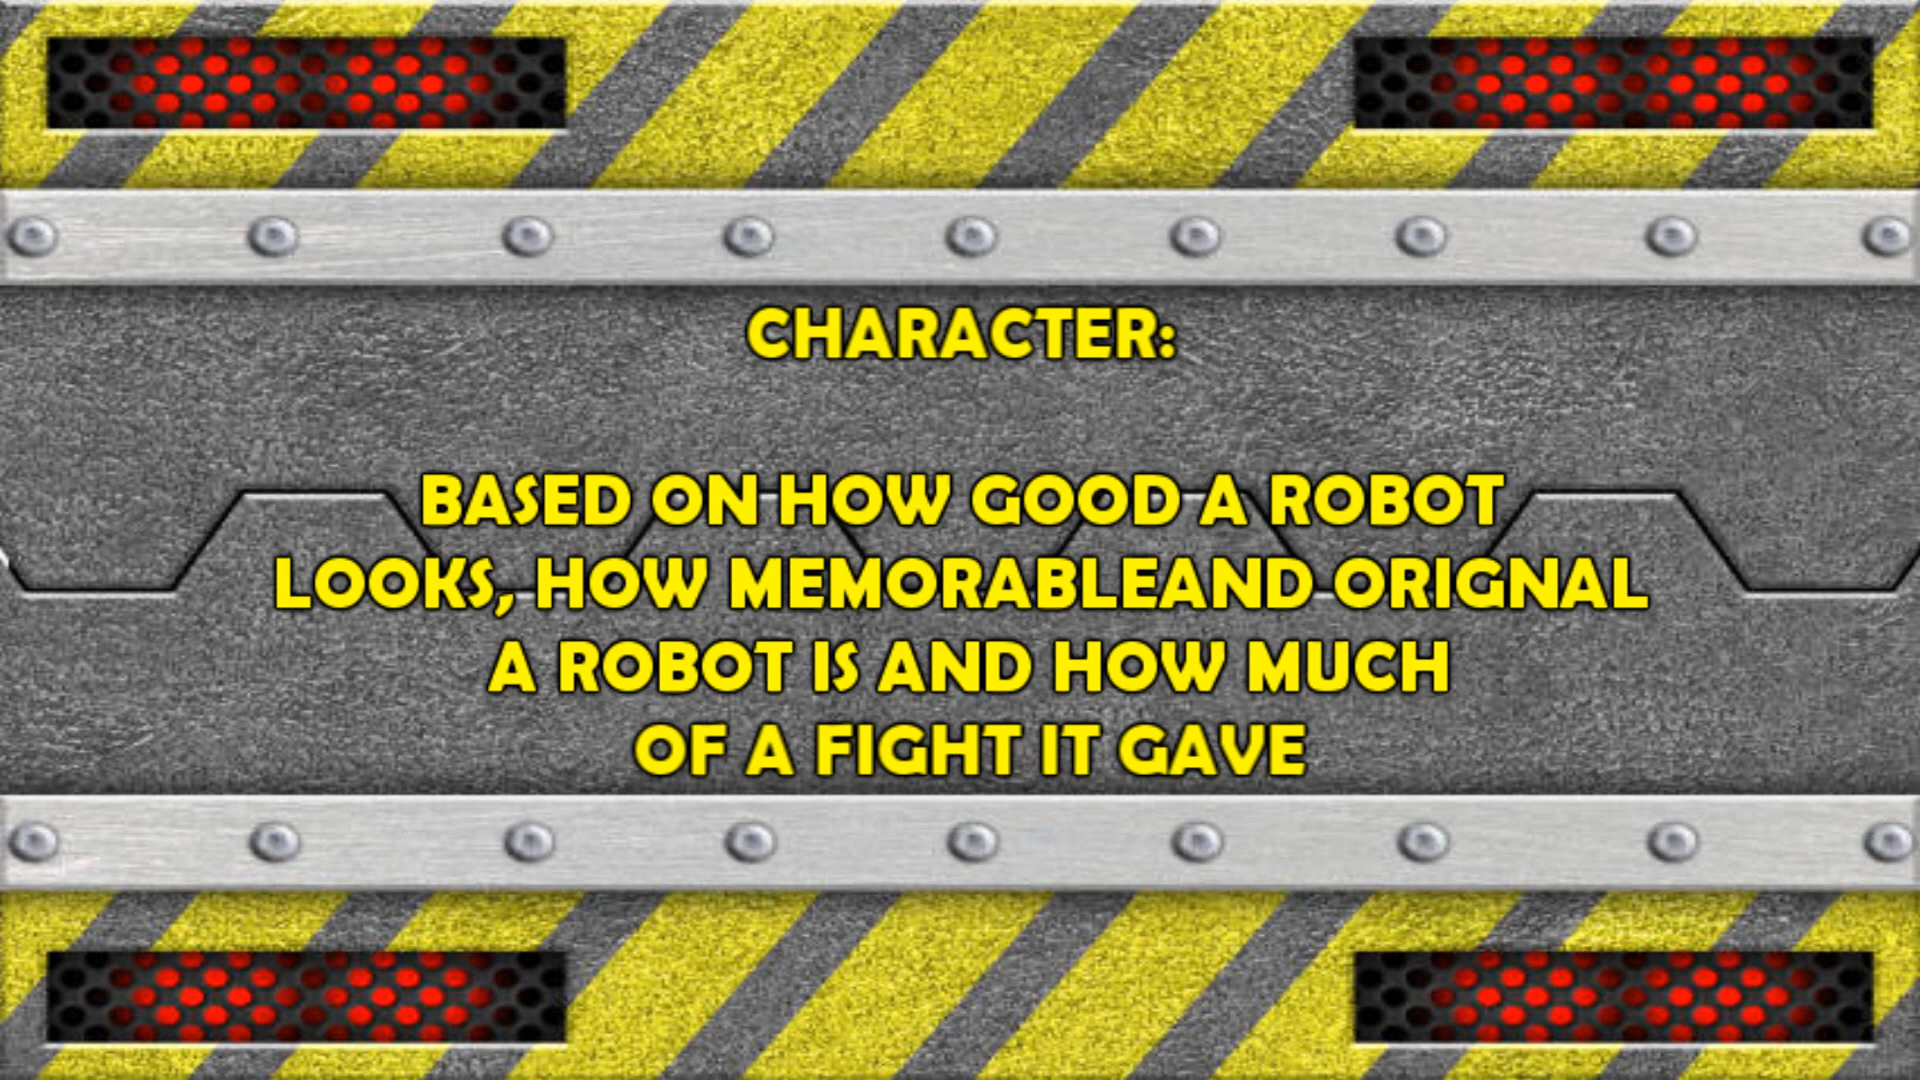 CHARACTER:
BASED ON HOW GOOD A ROBOT
LOOKS, HOW MEMORABLEAND ORIGNAL
A ROBOT IS AND HOW MUCH
OF A FIGHT IT GAVE